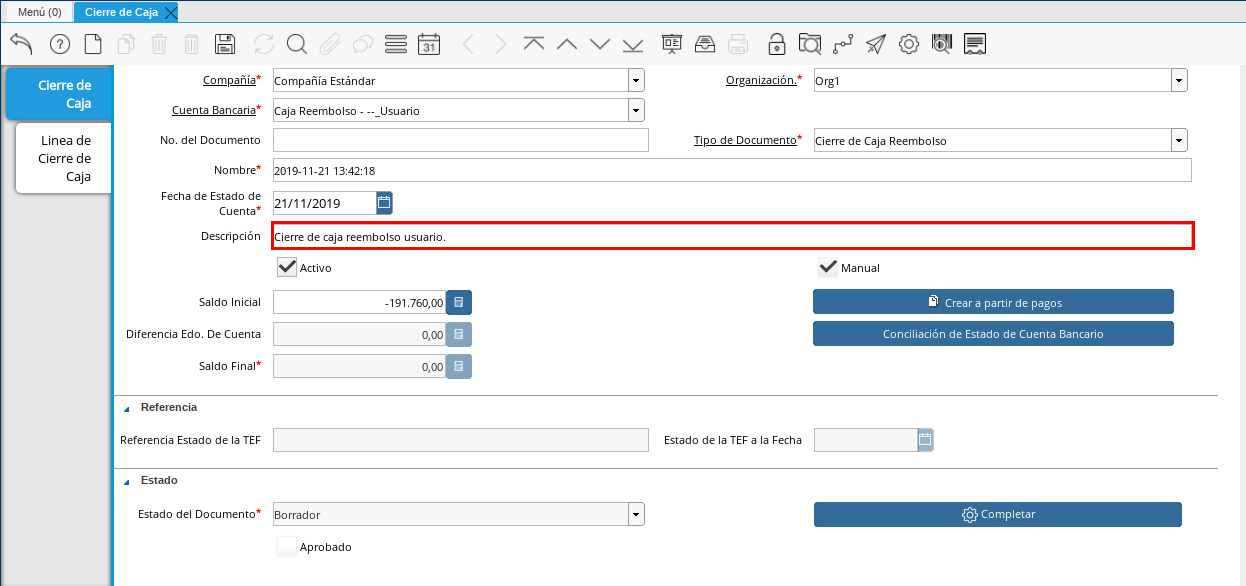 Menú (0)
Cierre de Caja
31
Cierre de
Caja
Linea de
Cierre de
Caja
Compañía* Compañía Estándar Organización.* Org1
Cuenta Bancaria* Caja Reembolso - --_Usuario
No. del Documento Tipo de Documento* Cierre de Caja Reembolso
Nombre* 2019-11-21 13:42:18
Fecha de Estado de
Cuenta* 21/11/2019
Descripción Cierre de caja reembolso usuario.
Activo Manual
Saldo Inicial -191.760,00 Crear a partir de pagos
Diferencia Edo. De Cuenta 0,00 Conciliación de Estado de Cuenta Bancario
Saldo Final* 0,00
Referencia
Referencia Estado de la TEF Estado de la TEF a la Fecha
Estado
Estado del Documento* Borrador Completar
Aprobado